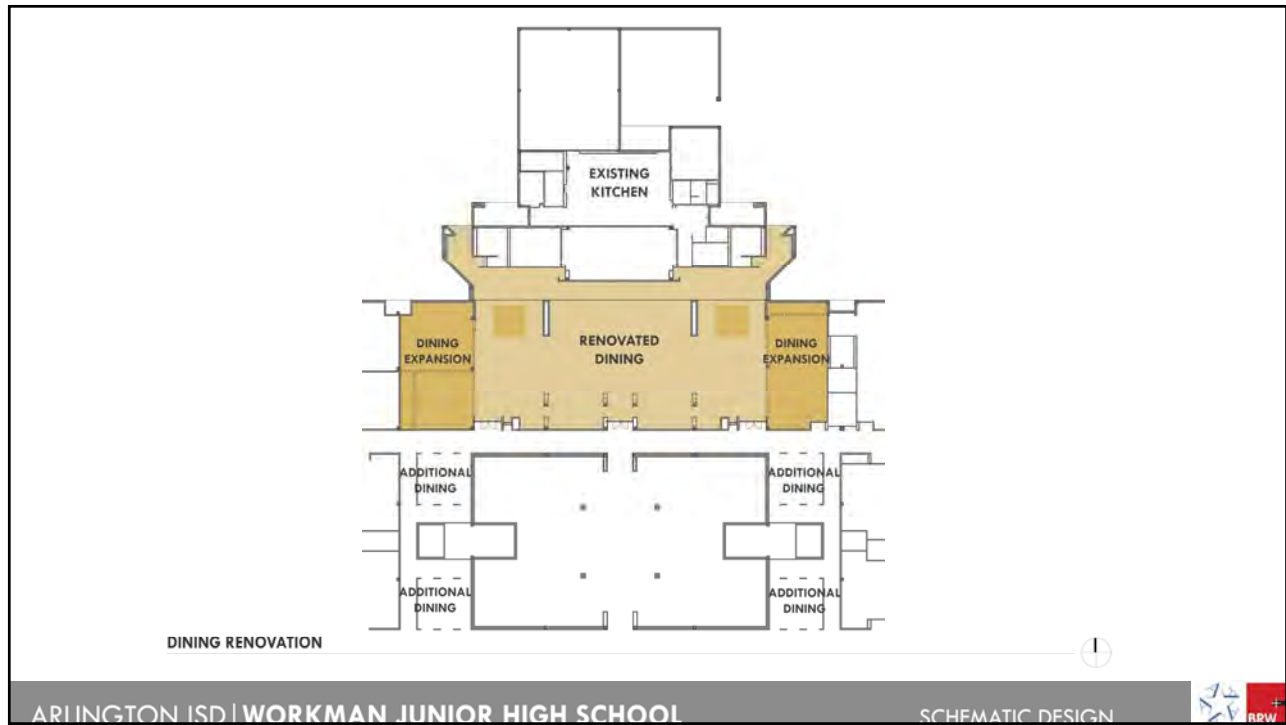 EXISTING
KITCHEN
DINING
EXPANSION
RENOVATED
DINING
DINING
EXPANSION
ADDITIONAL
DINING
ADDITIONAL
DINING
ADDITIONAL
DINING
ADDITIONAL
DINING
DINING RENOVATION
ARLINGTON ISD | WORKMAN JUNIOR HIGH SCHOOL
SCHEMATIC DESIGN
BRW